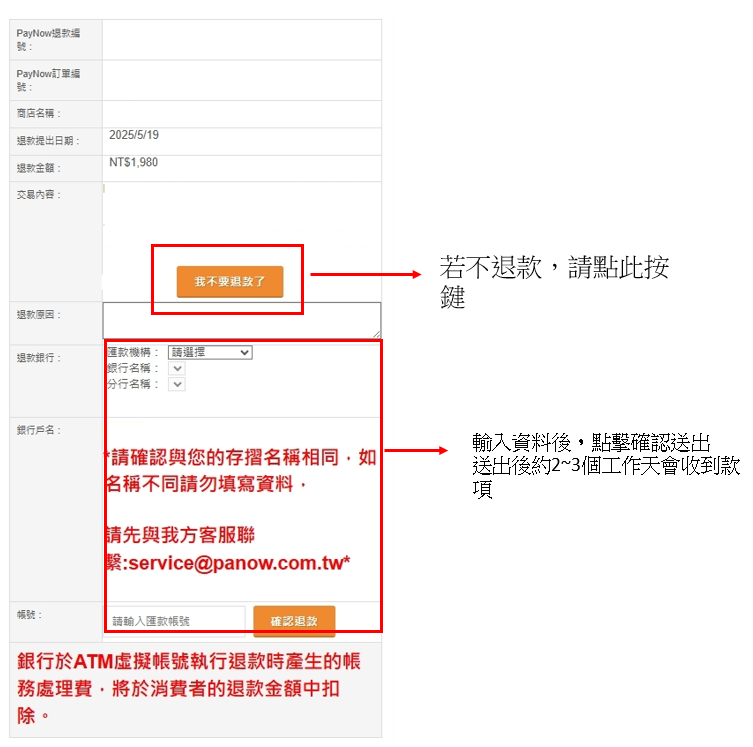 PayNow退款編
號：
PayNow訂單編
號：
商店名稱：
退款提出日期：
2025/5/19
退款金額：
NT$1,980
交易內容：
我不要退款了
若不退款，請點此按
鍵
退款原因：
退款銀行：
匯款機構：
請選擇
銀行名稱：
分行名稱：
銀行戶名：
*請確認與您的存摺名稱相同，如
名稱不同請勿填寫資料，
請先與我方客服聯
繫:service@panow.com.tw*
輸入資料後，點擊確認送出
送出後約2~3個工作天會收到款
項
帳號：
請輸入匯款帳號
確認退款
銀行於ATM虛擬帳號執行退款時產生的帳
務處理費，將於消費者的退款金額中扣
除。